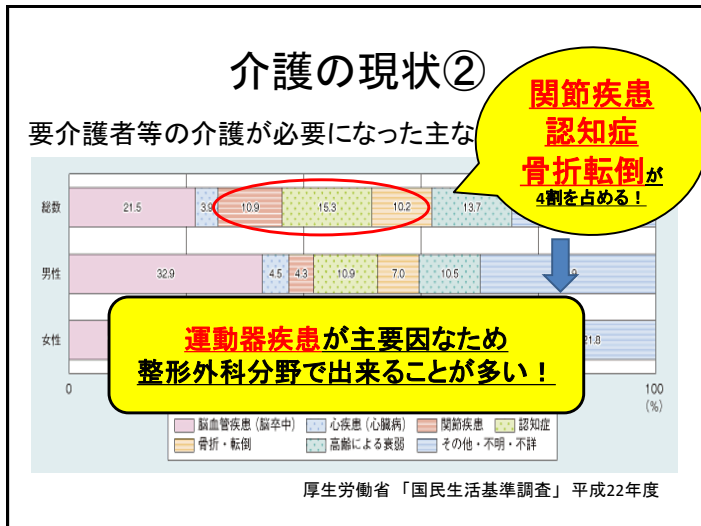 介護の現状②
関節疾患
認知症
骨折転倒が
4割を占める！
要介護者等の介護が必要になった主な
総数
21.5
3.9
10.9
15.3
10.2
13.7
男性
32.9
4.5
4.3
10.9
7.0
10.5
女性
21.8
運動器疾患が主要因なため
整形外科分野で出来ることが多い！
0
100
(%)
脳血管疾患（脳卒中） 心疾患（心臓病） 関節疾患 認知症
骨折・転倒 高齢による衰弱 その他・不明・不詳
厚生労働省 「国民生活基準調査」 平成22年度